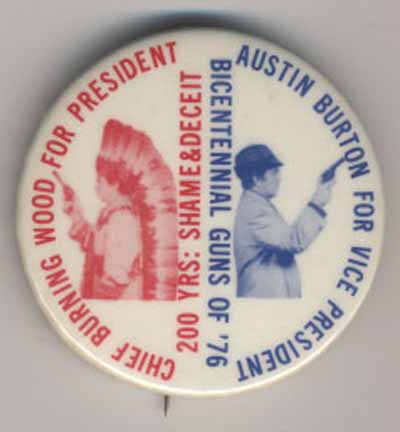 CHIEF BURNING WOOD FOR PRESIDENT
200 YRS: SHAME&DECEIT
BICENTENNIAL GUNS OF '76
AUSTIN BURTON FOR VICE PRESIDENT